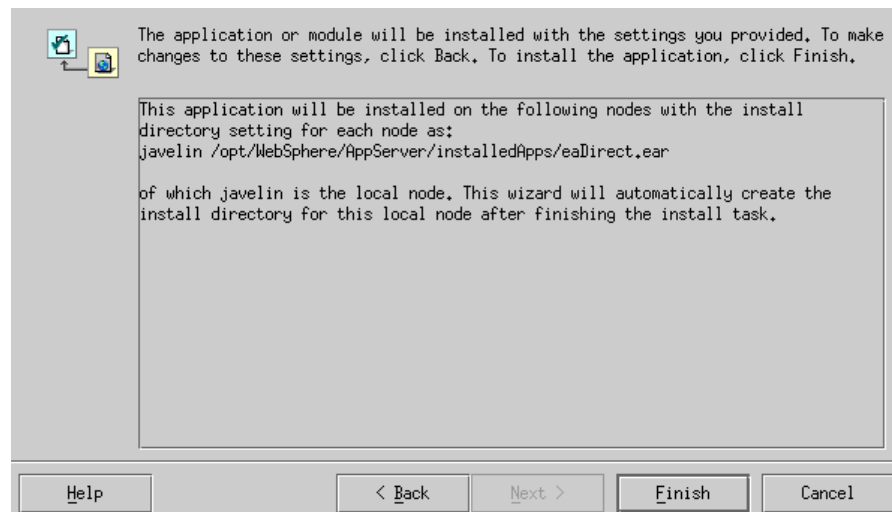 The application or module will be installed with the settings you provided. To make
changes to these settings, click Back. To install the application, click Finish.
This application will be installed on the following nodes with the install
directory setting for each node as:
javelin /opt/WebSphere/AppServer/installedApps/eaDirect.ear
of which javelin is the local node. This wizard will automatically create the
install directory for this local node after finishing the install task.
Help
< Back
Next >
Finish
Cancel